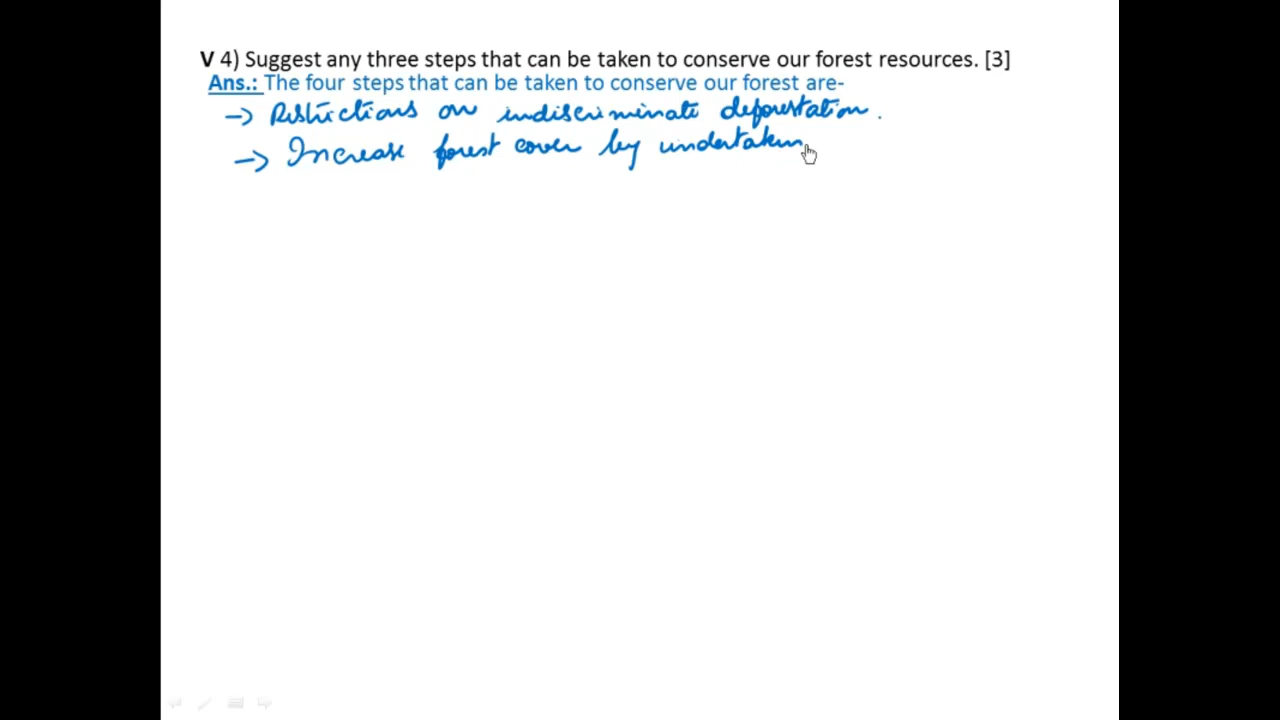 V 4) Suggest any three steps that can be taken to conserve our forest resources. [3]
Ans.: The four steps that can be taken to conserve our forest are-
→ Restrictions on indiscriminate deforestation.
→ Increase forest cover by undertakin